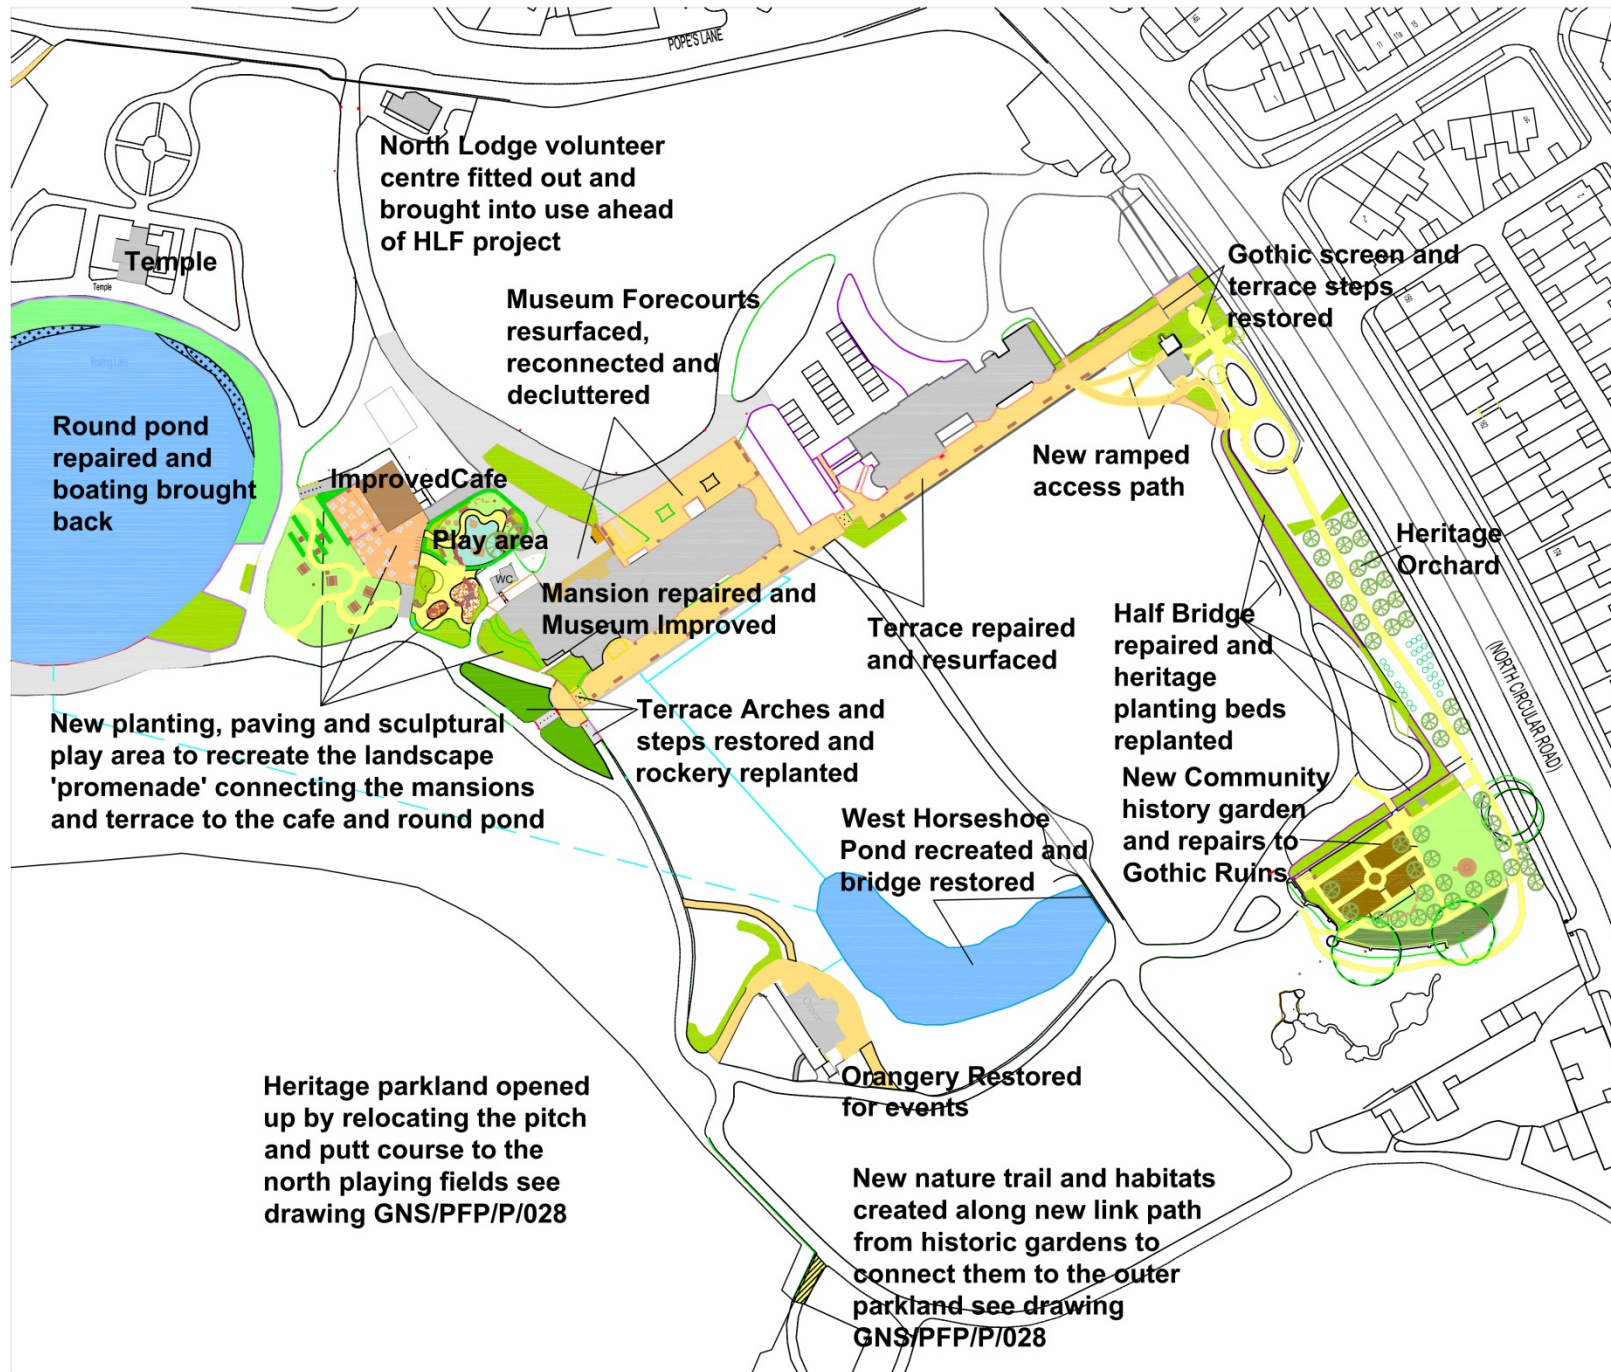 POPE'S LANE
North Lodge volunteer
centre fitted out and
brought into use ahead
of HLF project
Temple
Temple
Gothic screen and
terrace steps
restored
Museum Forecourts
resurfaced,
reconnected and
decluttered
Boating Lake
Round pond
repaired and
boating brought
back
ImprovedCafe
Play area
WC
New ramped
access path
Heritage
Orchard
Mansion repaired and
Museum Improved
Terrace repaired
and resurfaced
Half Bridge
repaired and
heritage
planting beds
replanted
(NORTH CIRCULAR ROAD)
New planting, paving and sculptural
play area to recreate the landscape
'promenade' connecting the mansions
and terrace to the cafe and round pond
Terrace Arches and
steps restored and
rockery replanted
New Community
history garden
and repairs to
Gothic Ruins
West Horseshoe
Pond recreated and
bridge restored
Orangery Restored
for events
Heritage parkland opened
up by relocating the pitch
and putt course to the
north playing fields see
drawing GNS/PFP/P/028
New nature trail and habitats
created along new link path
from historic gardens to
connect them to the outer
parkland see drawing
GNS/PFP/P/028